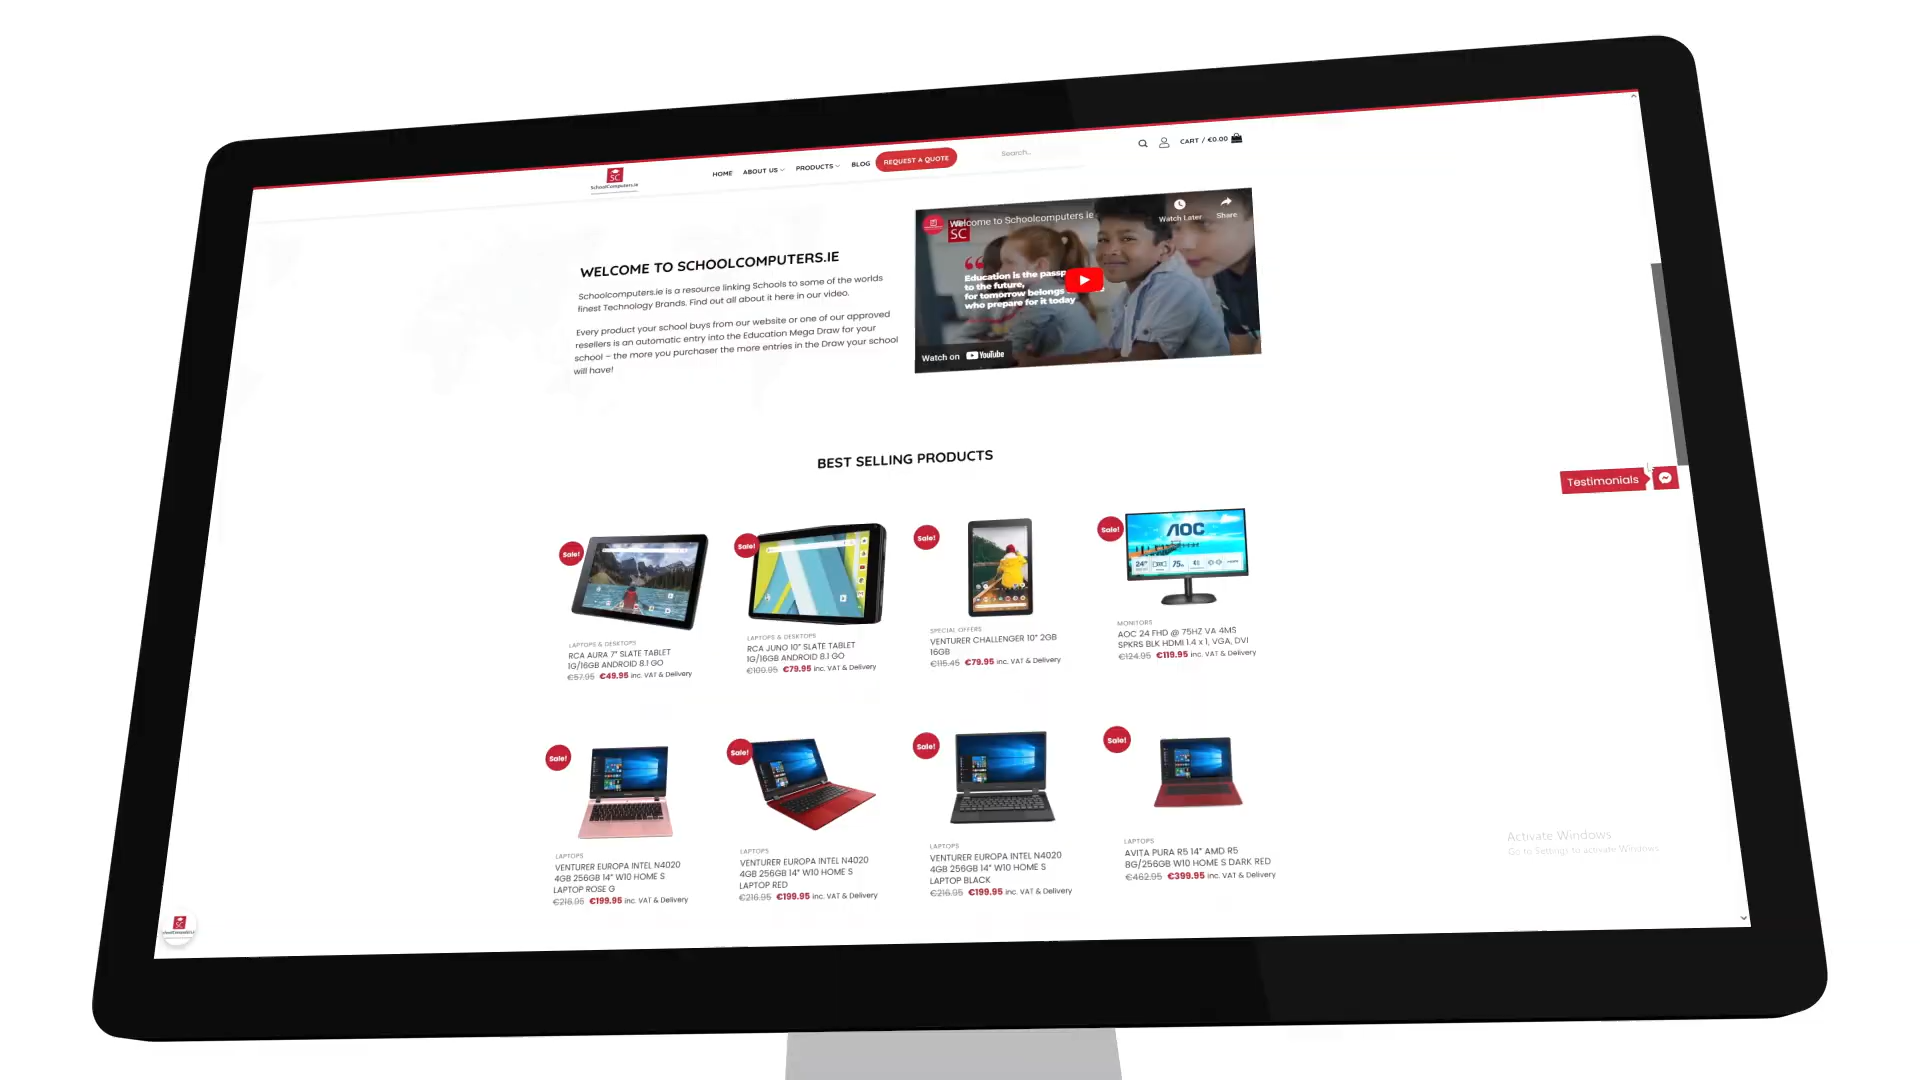 SC
SchoolComputers.ie
HOME
ABOUT US
PRODUCTS
BLOG
REQUEST A QUOTE
Search...
CART / €0.00
WELCOME TO SCHOOLCOMPUTERS.IE
Schoolcomputers.ie is a resource linking Schools to some of the worlds
finest Technology Brands. Find out all about it here in our video.
Every product your school buys from our website or one of our approved
resellers is an automatic entry into the Education Mega Draw for your
school – the more you purchaser the more entries in the Draw your school
will have!
Welcome to Schoolcomputers ie
SC
Watch Later
Share
Education is the passp
to the future,
for tomorrow belongs
who prepare for it today
Watch on YouTube
BEST SELLING PRODUCTS
Testimonials
Sale!
LAPTOPS & DESKTOPS
RCA AURA 7" SLATE TABLET
1G/16GB ANDROID 8.1 GO
€57.95 €49.95 inc. VAT & Delivery
Sale!
LAPTOPS & DESKTOPS
RCA JUNO 10" SLATE TABLET
1G/16GB ANDROID 8.1 GO
€109.95 €79.95 inc. VAT & Delivery
Sale!
SPECIAL OFFERS
VENTURER CHALLENGER 10" 2GB
16GB
€115.45 €79.95 inc. VAT & Delivery
Sale!
AOC
24"
75
MONITORS
AOC 24 FHD @ 75HZ VA 4MS
SPKRS BLK HDMI 1.4 x 1, VGA, DVI
€124.95 €119.95 inc. VAT & Delivery
Sale!
LAPTOPS
VENTURER EUROPA INTEL N4020
4GB 256GB 14" W10 HOME S
LAPTOP ROSE G
€216.95 €199.95 inc. VAT & Delivery
Sale!
LAPTOPS
VENTURER EUROPA INTEL N4020
4GB 256GB 14" W10 HOME S
LAPTOP RED
€216.95 €199.95 inc. VAT & Delivery
Sale!
LAPTOPS
VENTURER EUROPA INTEL N4020
4GB 256GB 14" W10 HOME S
LAPTOP BLACK
€216.95 €199.95 inc. VAT & Delivery
Sale!
LAPTOPS
AVITA PURA R5 14" AMD R5
8G/256GB W10 HOME S DARK RED
€462.95 €399.95 inc. VAT & Delivery
Activate Windows
Go to Settings to activate Windows.
SC